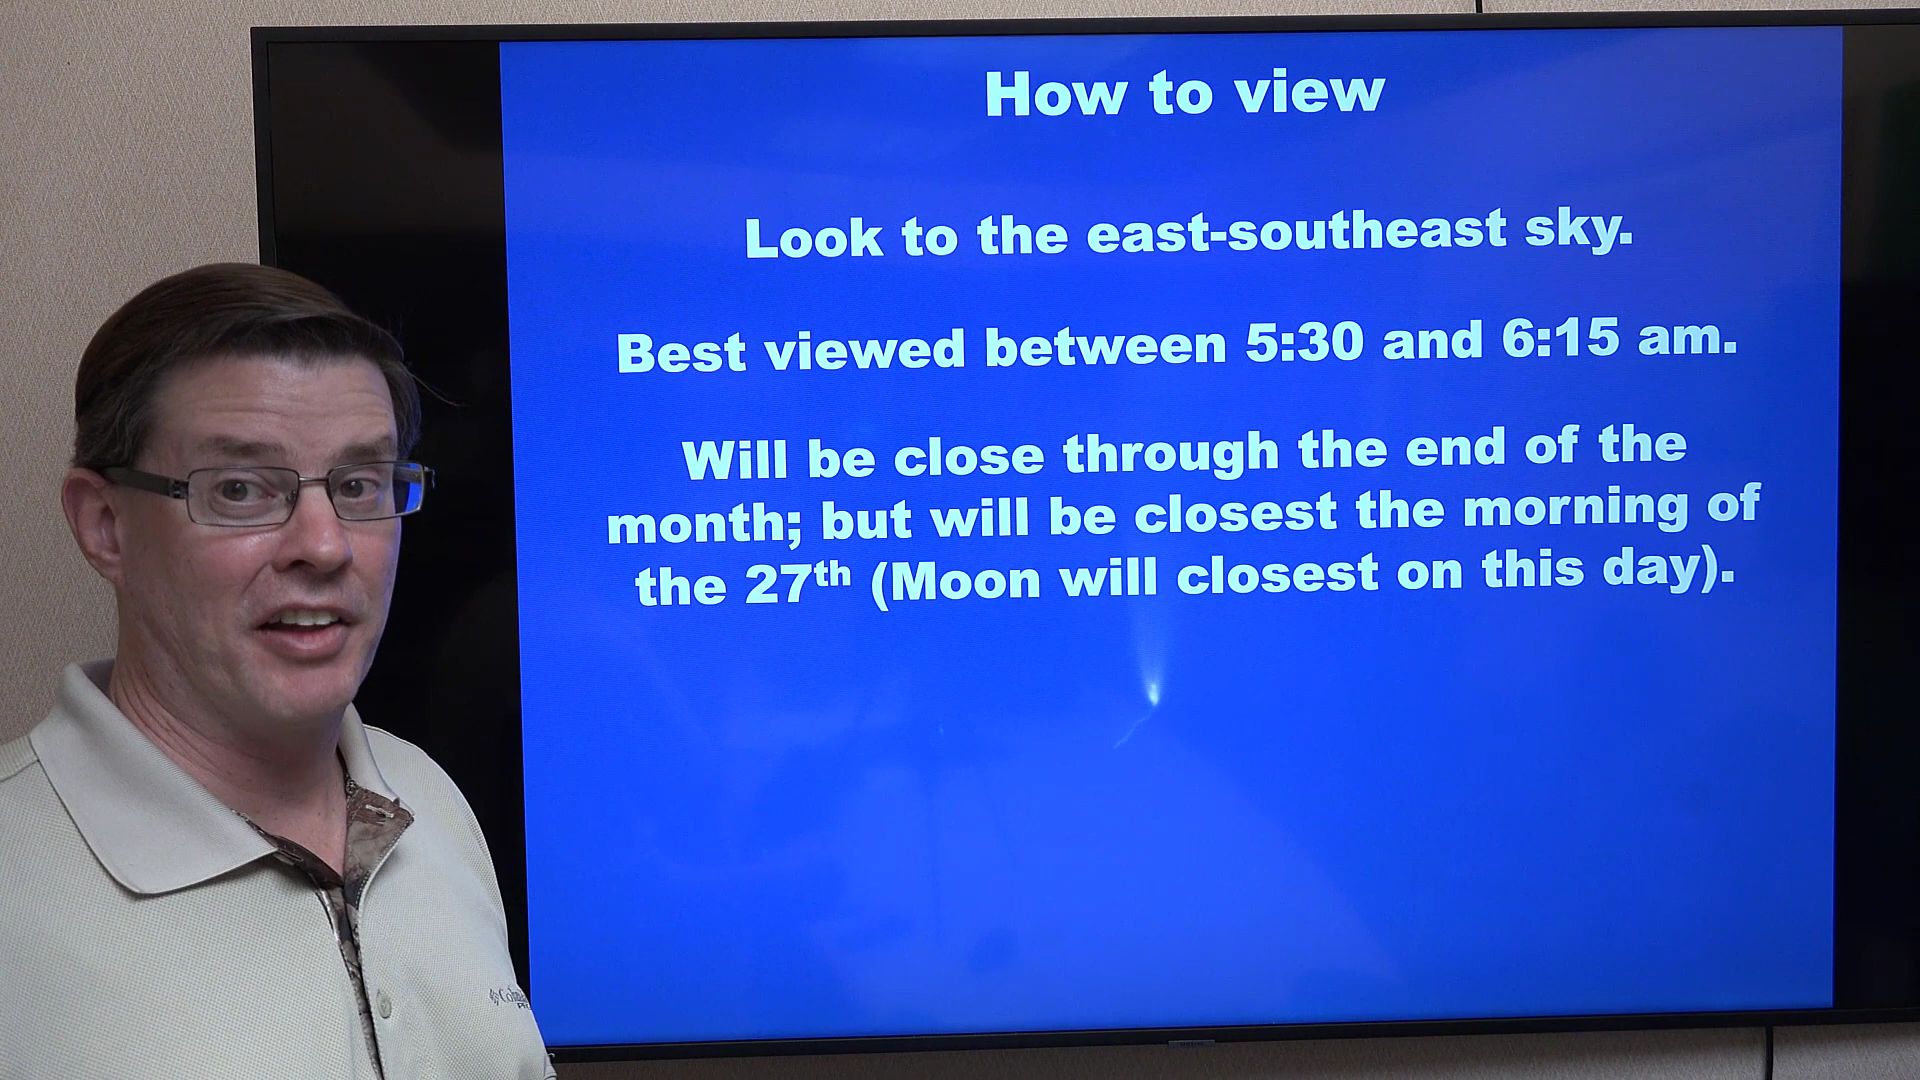 How to view
Look to the east-southeast sky.
Best viewed between 5:30 and 6:15 am.
Will be close through the end of the
month; but will be closest the morning of
the 27th (Moon will closest on this day).